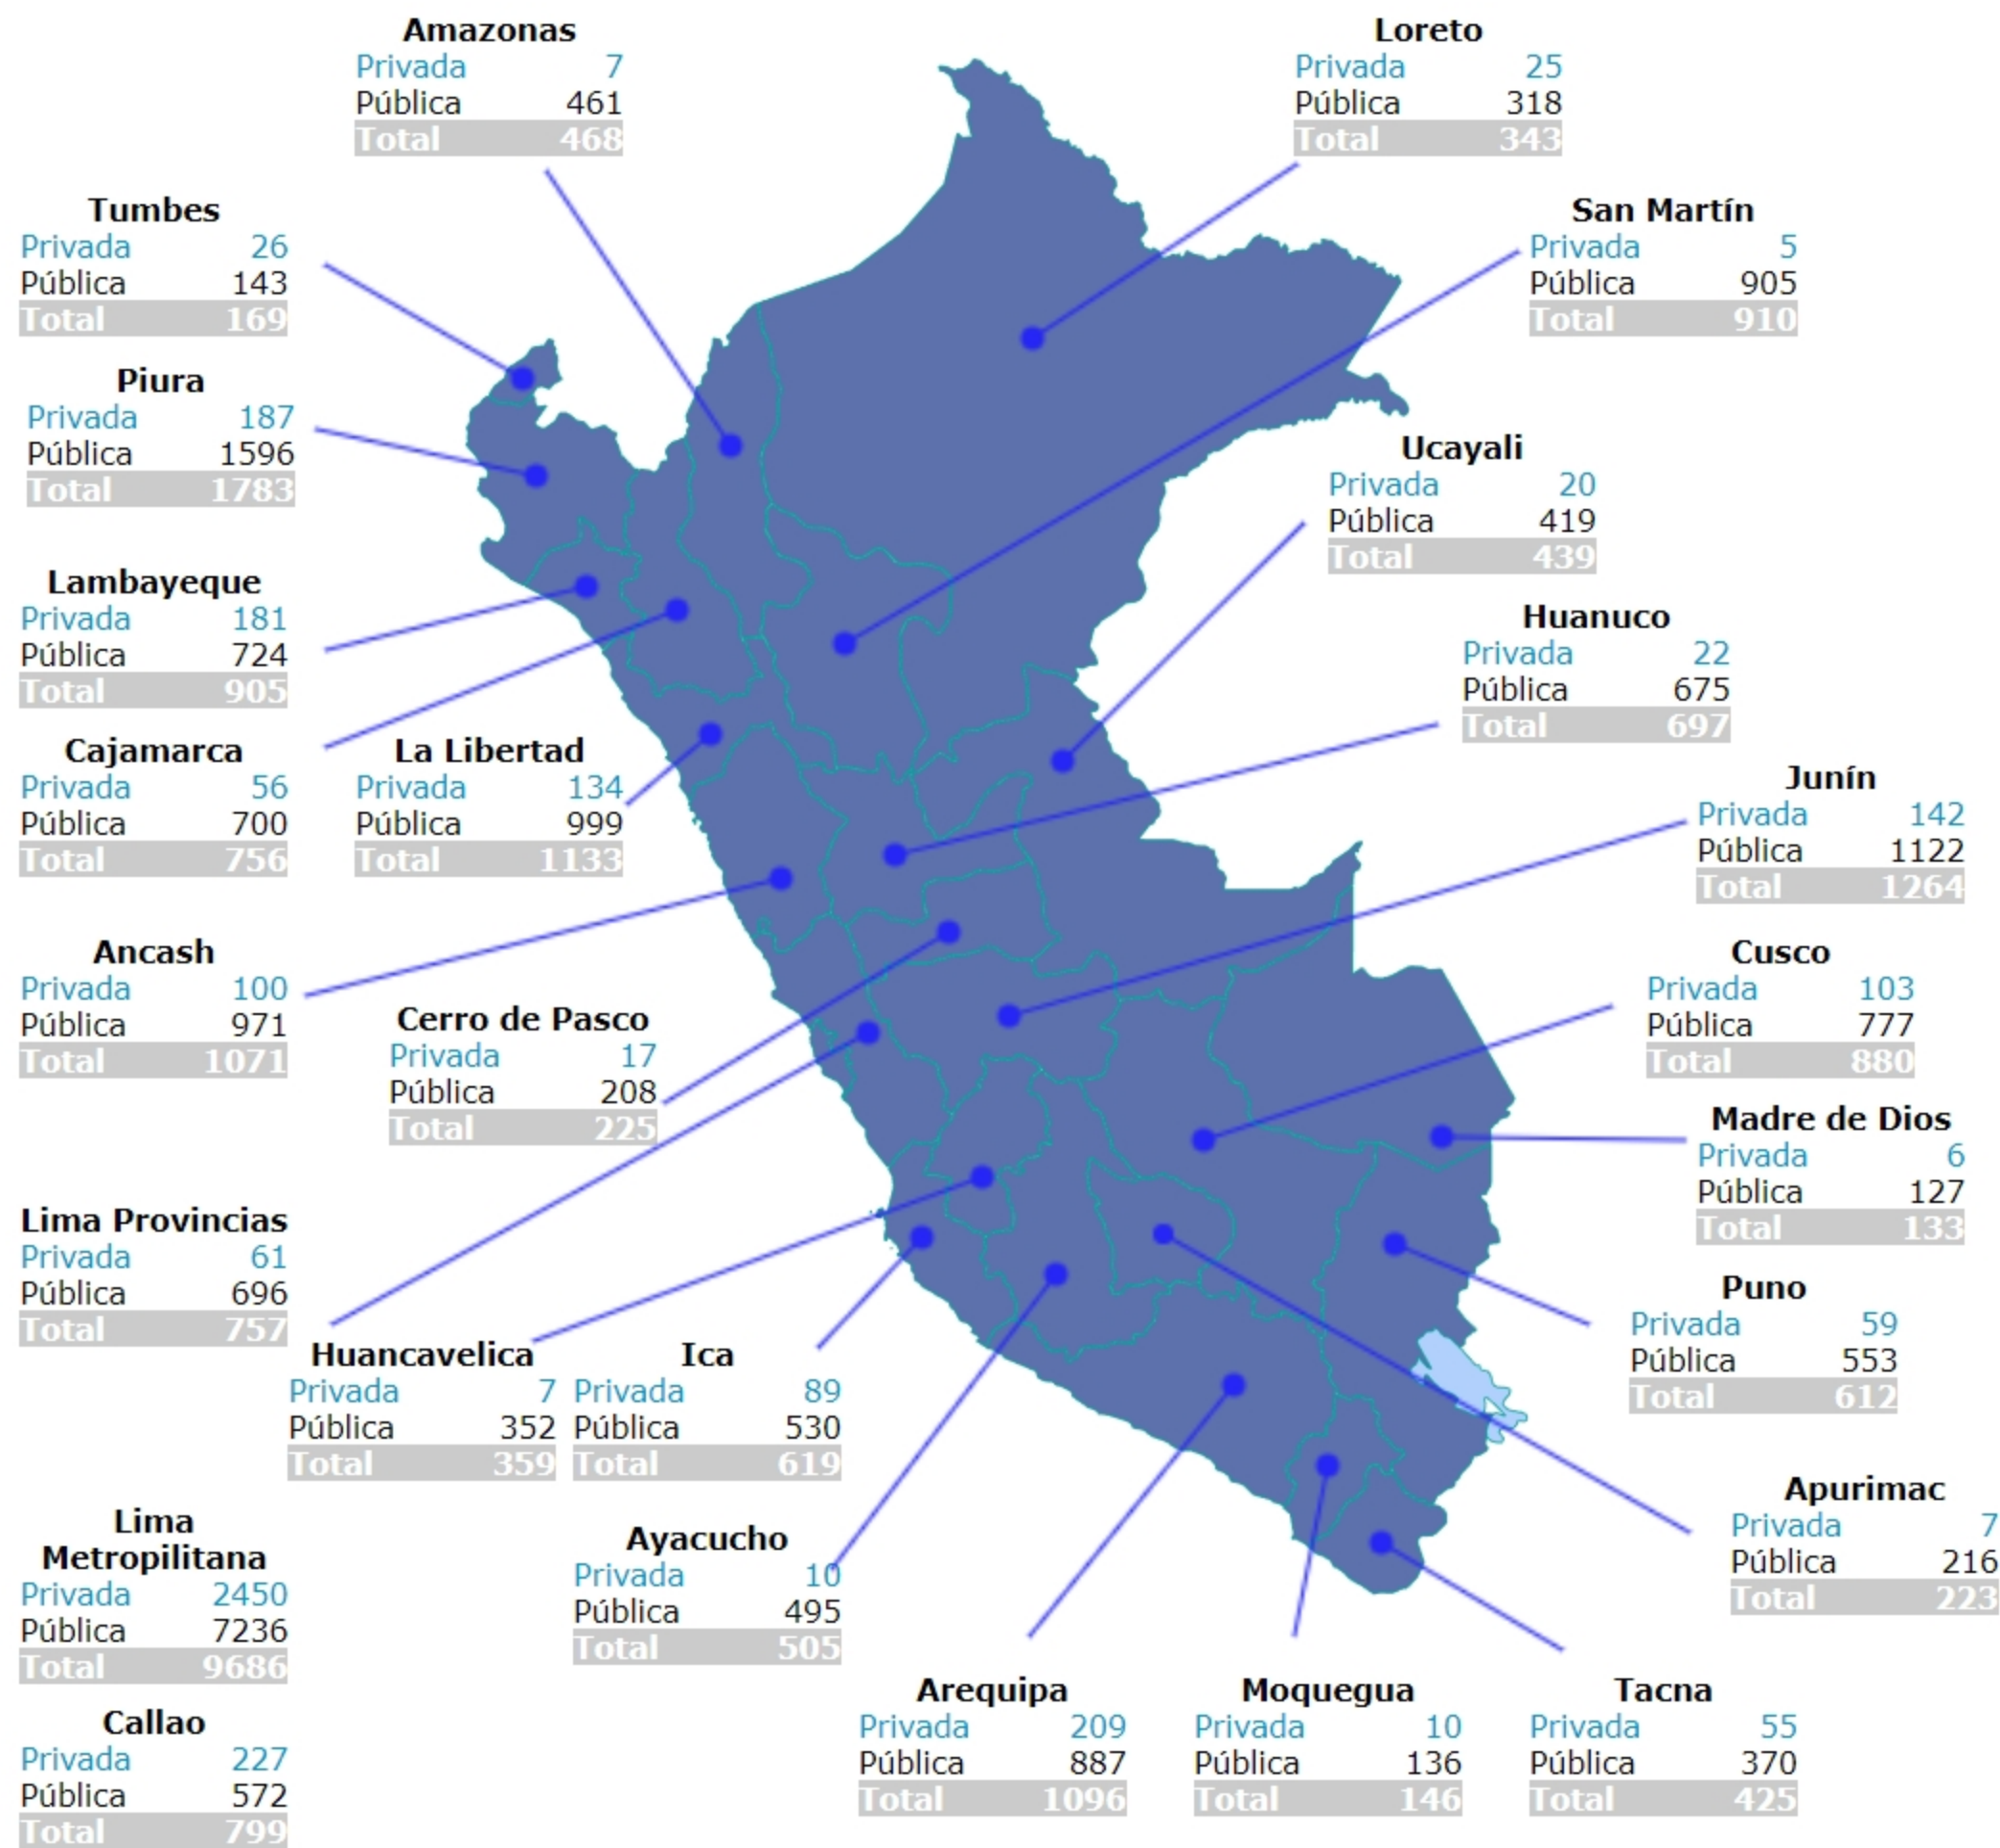 Amazonas
Privada 7
Pública 461
Total 468
Loreto
Privada 25
Pública 318
Total 343
Tumbes
Privada 26
Pública 143
Total 169
San Martín
Privada 5
Pública 905
Total 910
Piura
Privada 187
Pública 1596
Total 1783
Ucayali
Privada 20
Pública 419
Total 439
Lambayeque
Privada 181
Pública 724
Total 905
Huanuco
Privada 22
Pública 675
Total 697
Cajamarca
Privada 56
Pública 700
Total 756
La Libertad
Privada 134
Pública 999
Total 1133
Junín
Privada 142
Pública 1122
Total 1264
Ancash
Privada 100
Pública 971
Total 1071
Cusco
Privada 103
Pública 777
Total 880
Cerro de Pasco
Privada 17
Pública 208
Total 225
Madre de Dios
Privada 6
Pública 127
Total 133
Lima Provincias
Privada 61
Pública 696
Total 757
Puno
Privada 59
Pública 553
Total 612
Huancavelica
Privada 7
Pública 352
Total 359
Ica
Privada 89
Pública 530
Total 619
Apurimac
Privada 7
Pública 216
Total 223
Lima
Metropilitana
Privada 2450
Pública 7236
Total 9686
Ayacucho
Privada 10
Pública 495
Total 505
Arequipa
Privada 209
Pública 887
Total 1096
Moquegua
Privada 10
Pública 136
Total 146
Tacna
Privada 55
Pública 370
Total 425
Callao
Privada 227
Pública 572
Total 799